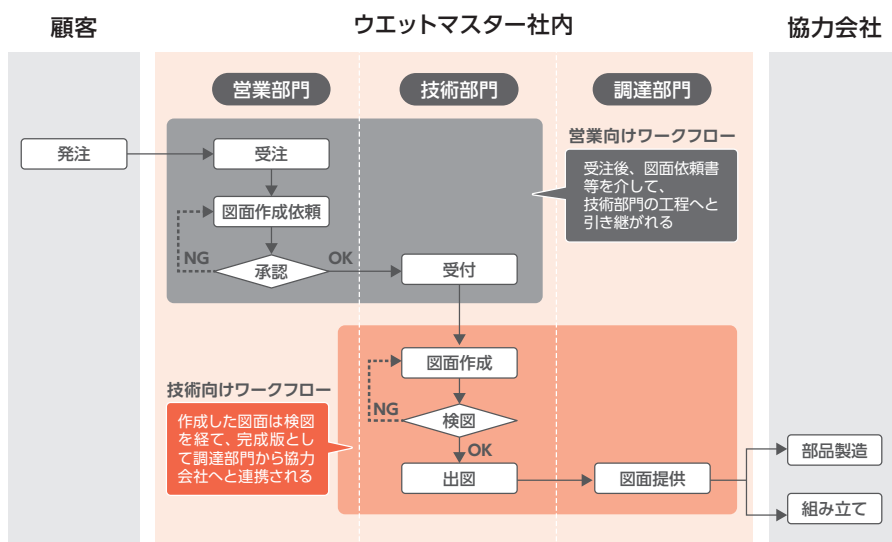 顧客
ウエットマスター社内
協力会社
営業部門
技術部門
調達部門
発注
受注
図面作成依頼
NG
承認
OK
受付
営業向けワークフロー
受注後、図面依頼書
等を介して、
技術部門の工程へと
引き継がれる
図面作成
NG
検図
OK
出図
図面提供
技術向けワークフロー
作成した図面は検図
を経て、完成版とし
て調達部門から協力
会社へと連携される
部品製造
組み立て